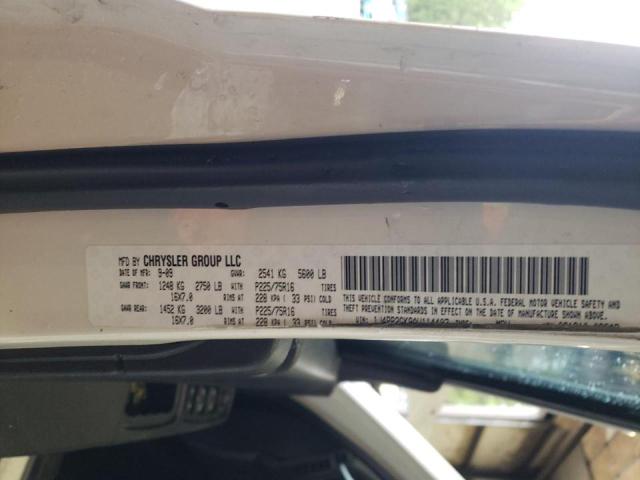 MFD BY CHRYSLER GROUP LLC
DATE OF MFR 9-09 GVWR: 2541 KG 5600 LB
GAWR FRONT: 1248 KG 2750 LB P225/75R16 TIRES
16X7.0 RIMS AT 228 KPA( 33 PSI COLD
GAWR REAR: 1452 KG 3200 LB P225/75R16 TIRES
16X7.0 RIMS AT 228 KPA( 33 PSI COLD
THIS VEHICLE CONFORMS TO ALL APPLICABLE U.S.A. FEDERAL MOTOR VEHICLE SAFETY,
BUMPER, AND THEFT PREVENTION STANDARDS IN
EFFECT ON THE DATE OF MANUFACTURE SHOWN ABOVE.
VIN: